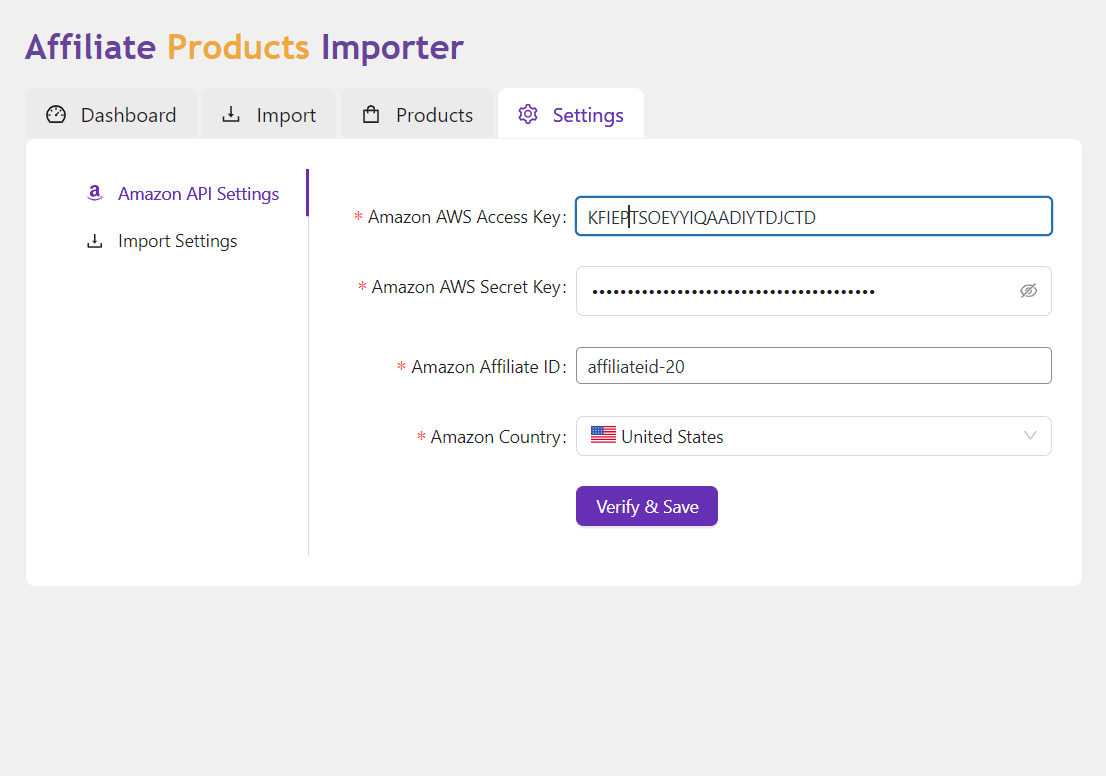 Affiliate Products Importer
Dashboard Import Products Settings
Amazon API Settings
Import Settings
* Amazon AWS Access Key: KFIEPTSOEYYIQAADIYTDJCTD
* Amazon AWS Secret Key: ••••••••••••••••••••••••••••••••••••••••
* Amazon Affiliate ID: affiliateid-20
* Amazon Country: United States
Verify & Save